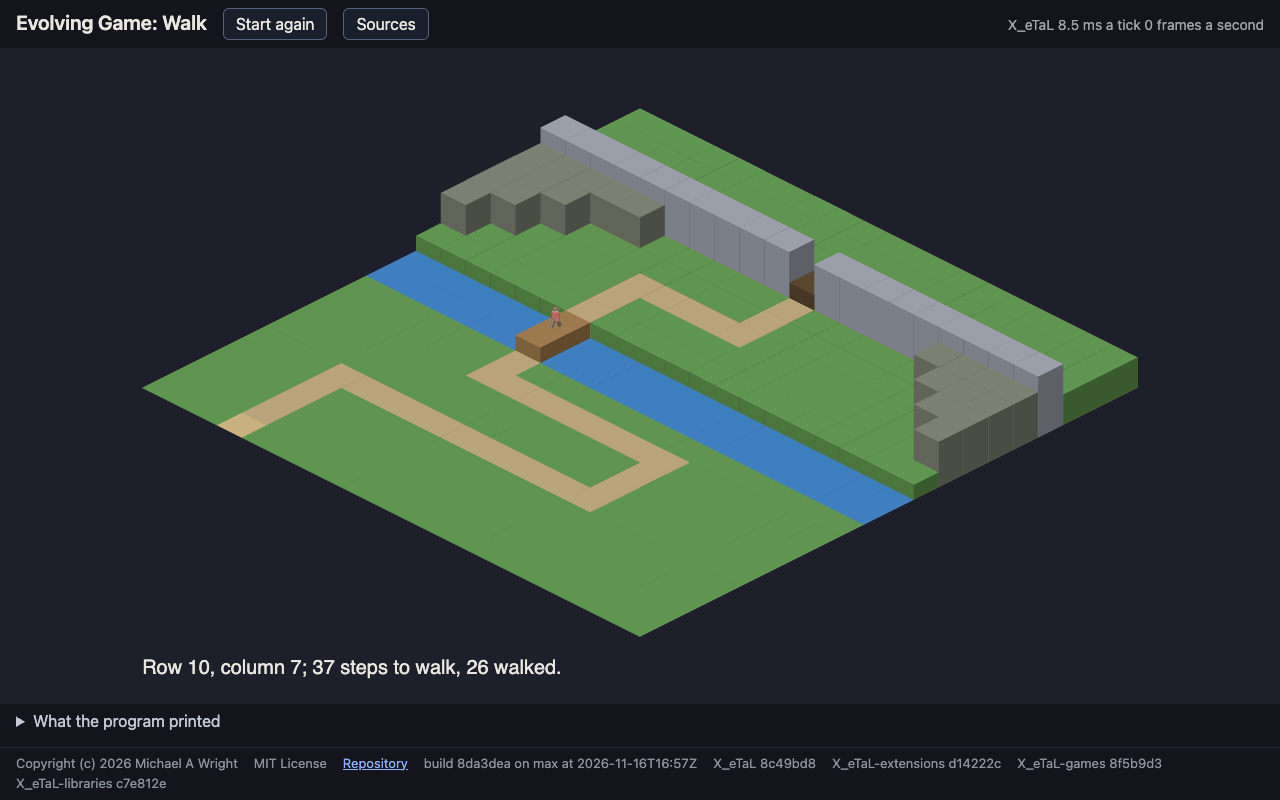 Evolving Game: Walk
Start again
Sources
X_eTaL 8.5 ms a tick 0 frames a second
Row 10, column 7; 37 steps to walk, 26 walked.
What the program printed
Copyright (c) 2026 Michael A Wright MIT License Repository build 8da3dea on max at 2026-11-16T16:57Z X_eTaL 8c49bd8 X_eTaL-extensions d14222c X_eTaL-games 8f5b9d3
X_eTaL-libraries c7e812e